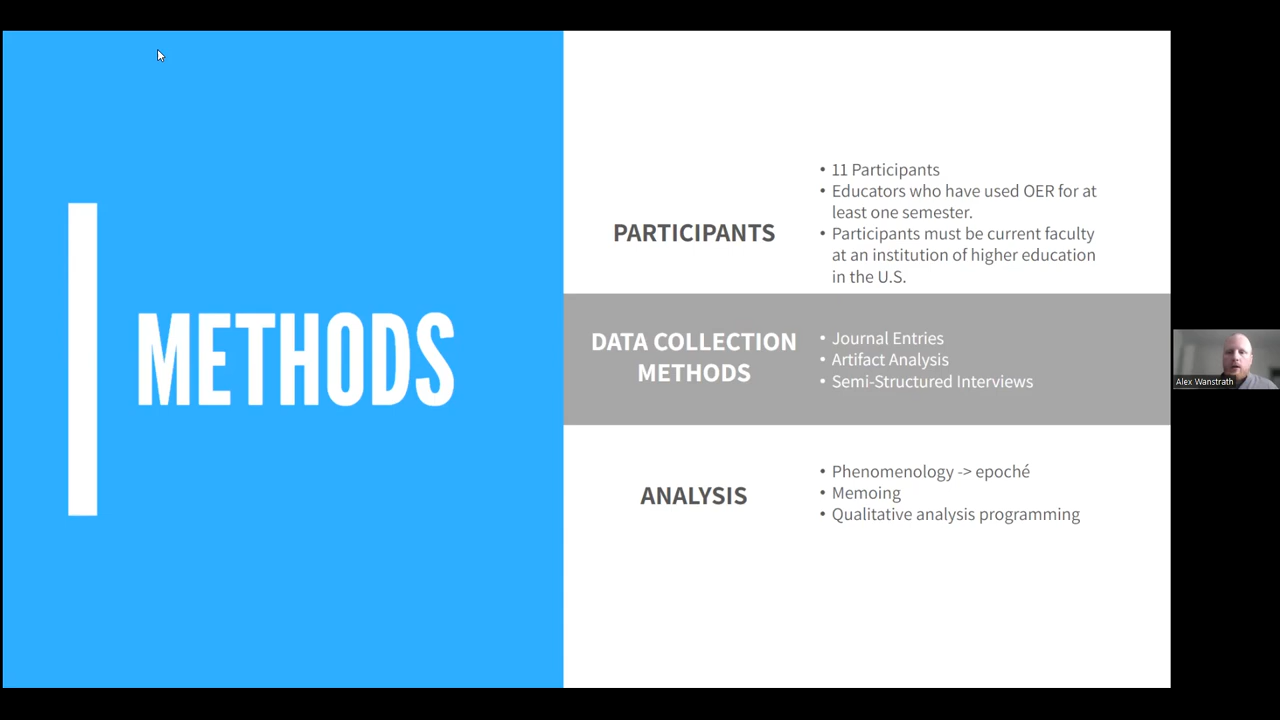 METHODS
PARTICIPANTS
• 11 Participants
• Educators who have used OER for at
least one semester.
• Participants must be current faculty
at an institution of higher education
in the U.S.
DATA COLLECTION
METHODS
• Journal Entries
• Artifact Analysis
• Semi-Structured Interviews
ANALYSIS
• Phenomenology -> epoché
• Memoing
• Qualitative analysis programming
Alex Wanstrath